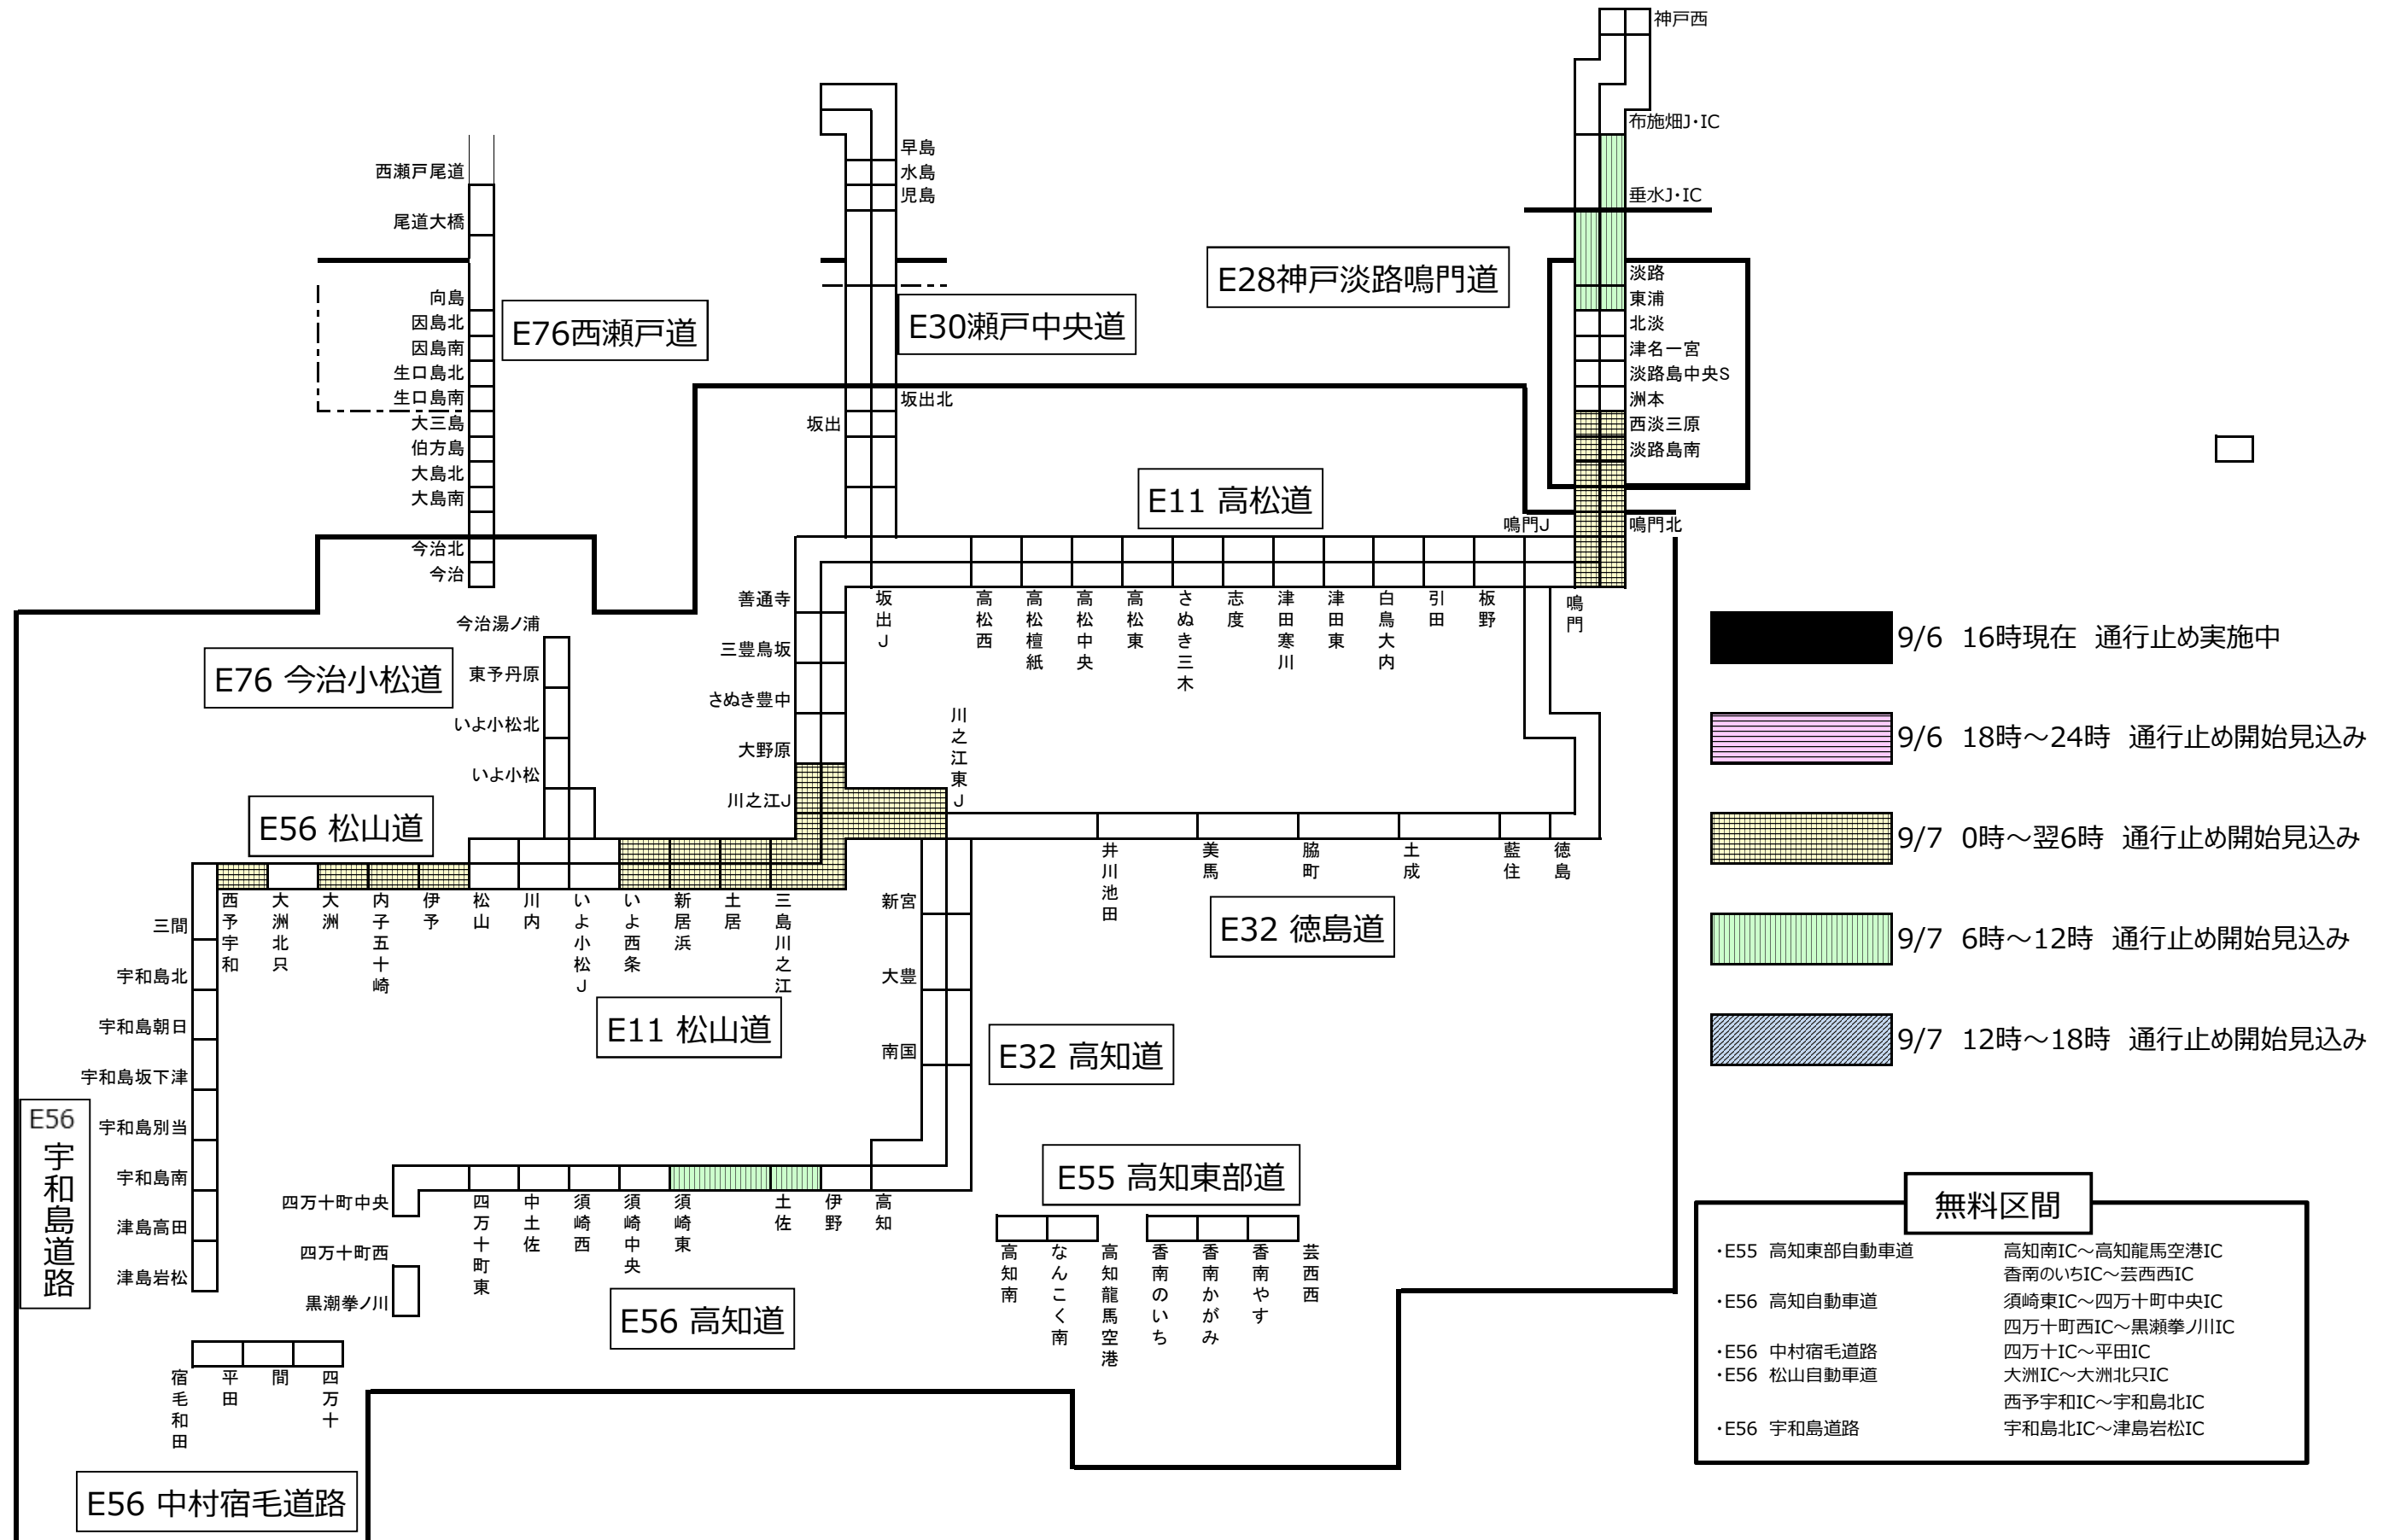 神戸西
布施畑J・IC
垂水J・IC
淡路
東浦
北淡
津名一宮
淡路島中央S
洲本
西淡三原
淡路島南
鳴門北
E28神戸淡路鳴門道
早島
水島
児島
坂出北
坂出
E30瀬戸中央道
西瀬戸尾道
尾道大橋
向島
因島北
因島南
生口島北
生口島南
大三島
伯方島
大島北
大島南
今治北
今治
E76西瀬戸道
E11 高松道
鳴門J
善通寺
三豊鳥坂
さぬき豊中
大野原
川之江J
坂出J
高松西
高松檀紙
高松中央
高松東
さぬき三木
志度
津田寒川
津田東
白鳥大内
引田
板野
鳴門
今治湯ノ浦
東予丹原
いよ小松北
いよ小松
E76 今治小松道
川之江東J
E56 松山道
西予宇和
大洲北只
大洲
内子五十崎
伊予
松山
川内
いよ小松J
いよ西条
新居浜
土居
三島川之江
E11 松山道
井川池田
美馬
脇町
土成
藍住
徳島
E32 徳島道
新宮
大豊
南国
E32 高知道
三間
宇和島北
宇和島朝日
宇和島坂下津
宇和島別当
宇和島南
津島高田
津島岩松
E56
宇和島道路
四万十町中央
四万十町西
黒潮拳ノ川
四万十町東
中土佐
須崎西
須崎中央
須崎東
土佐
伊野
高知
E56 高知道
E55 高知東部道
高知南
なんこく南
高知龍馬空港
香南のいち
香南かがみ
香南やす
芸西西
宿毛和田
平田
間
四万十
E56 中村宿毛道路
9/6 16時現在 通行止め実施中
9/6 18時～24時 通行止め開始見込み
9/7 0時～翌6時 通行止め開始見込み
9/7 6時～12時 通行止め開始見込み
9/7 12時～18時 通行止め開始見込み
無料区間
・E55 高知東部自動車道 高知南IC～高知龍馬空港IC
香南のいちIC～芸西西IC
・E56 高知自動車道 須崎東IC～四万十町中央IC
四万十町西IC～黒瀬拳ノ川IC
・E56 中村宿毛道路 四万十IC～平田IC
・E56 松山自動車道 大洲IC～大洲北只IC
西予宇和IC～宇和島北IC
・E56 宇和島道路 宇和島北IC～津島岩松IC